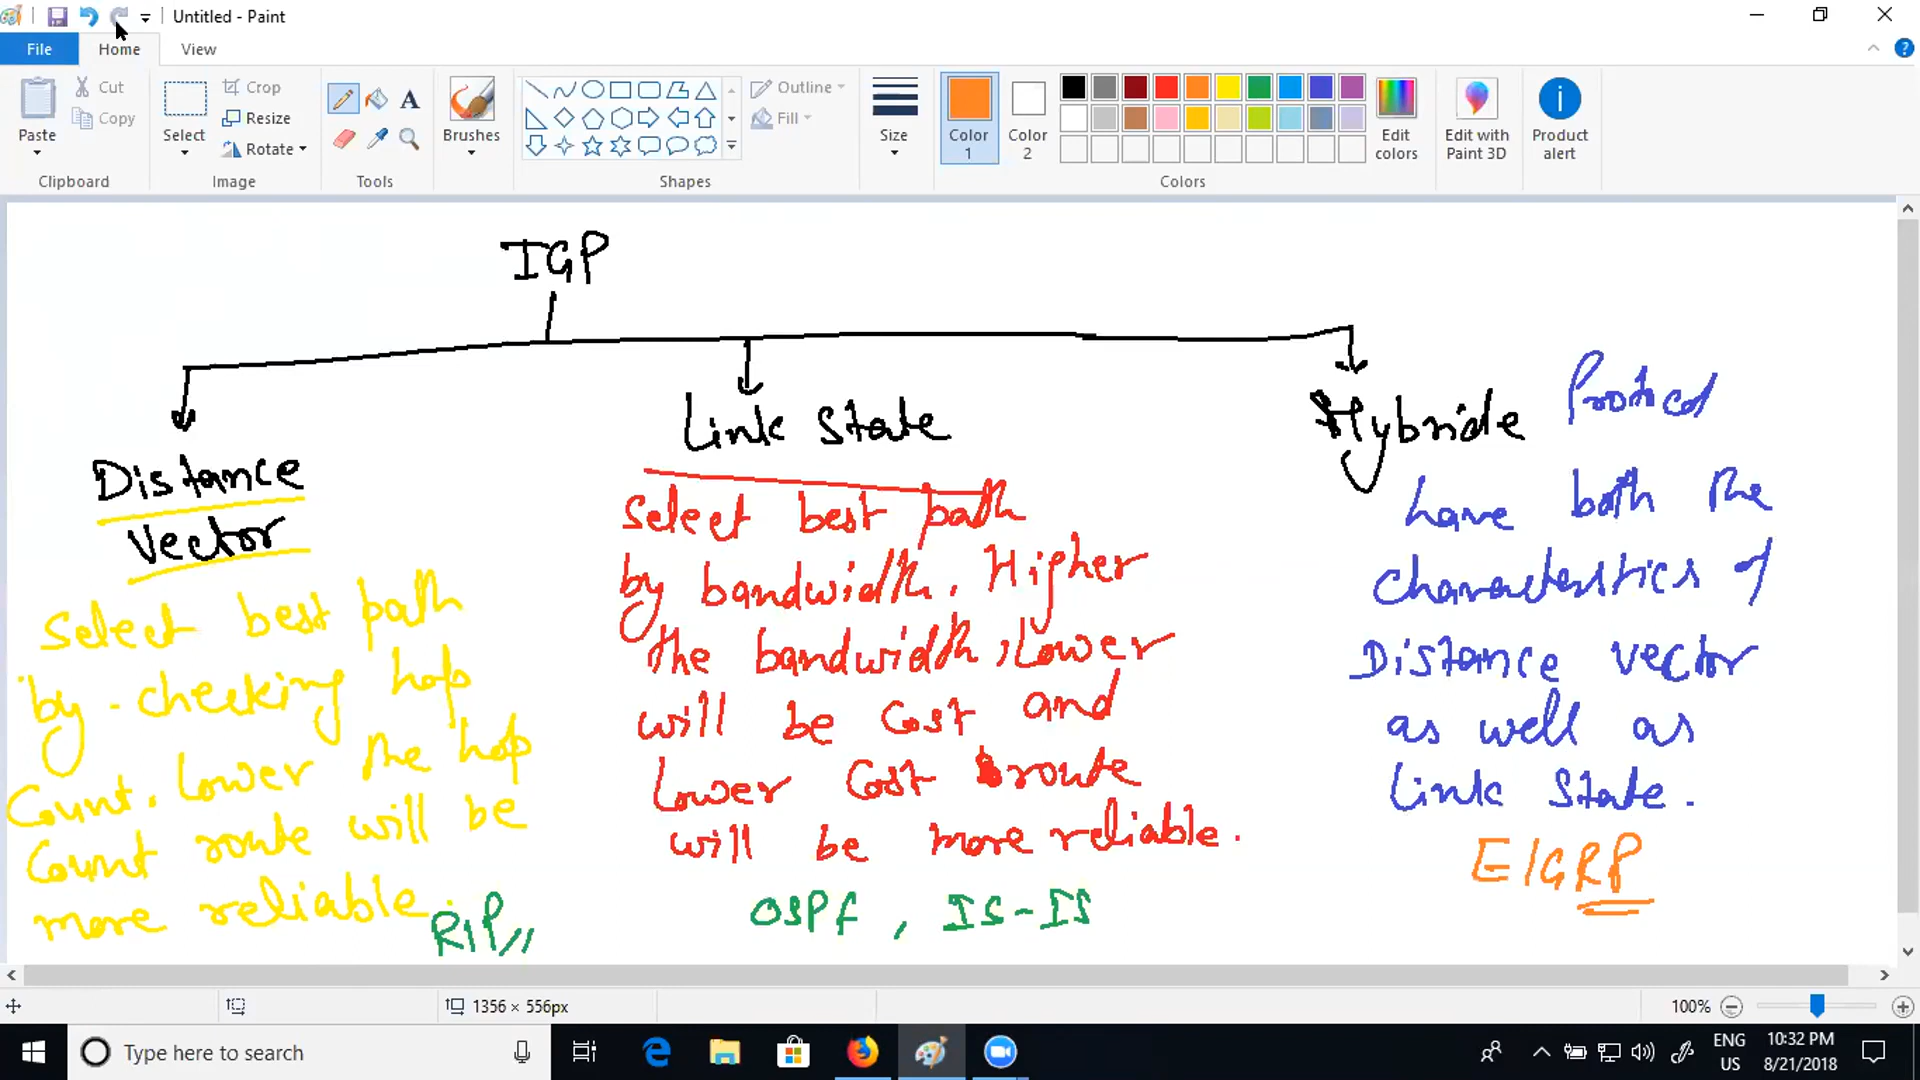 Untitled - Paint
File Home View
Paste Cut Copy Clipboard
Select Crop Resize Rotate Image
Tools
Brushes
Shapes
Outline Fill
Size
Color 1 Color 2 Colors
Edit colors
Edit with Paint 3D
Product alert
IGP
Distance
Vector
Select best path
by - checking hop
Count. Lower the hop
Count route will be
more reliable.
RIP,,
Link State
Select best path
by bandwidth. Higher
the bandwidth, Lower
will be Cost and
Lower Cost route
will be more reliable.
OSPF, IS-IS
Hybride Protocol
have both the
characterstics of
Distance vector
as well as
Link State.
EIGRP
1356 × 556px
100%
Type here to search
ENG
US
10:32 PM
8/21/2018